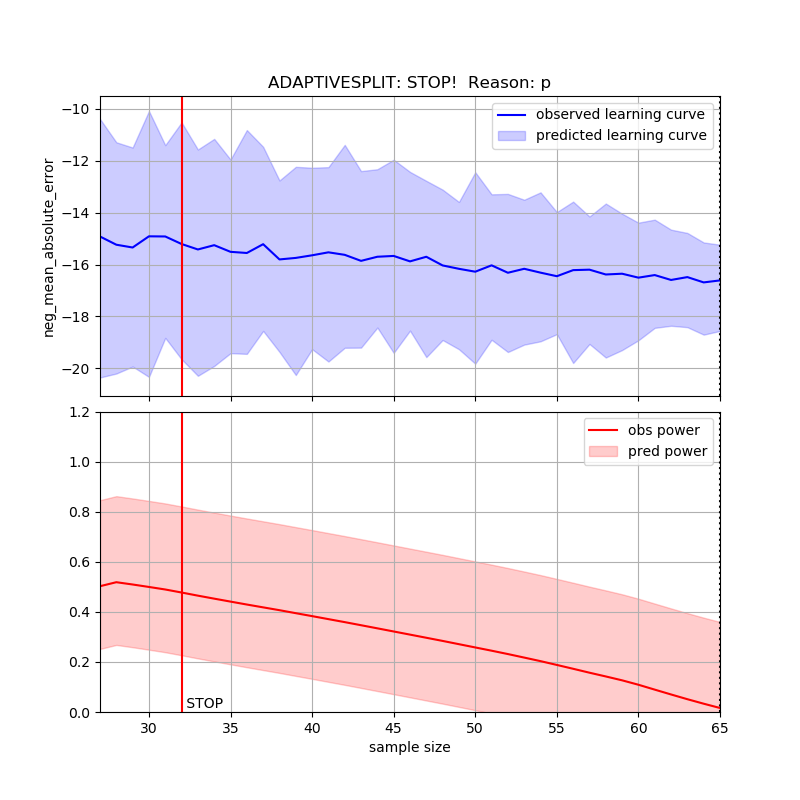 ADAPTIVESPLIT: STOP!  Reason: p
−10
−12
−14
−16
−18
−20
neg_mean_absolute_error
observed learning curve
predicted learning curve
1.2
1.0
0.8
0.6
0.4
0.2
0.0
obs power
pred power
STOP
30
35
40
45
50
55
60
65
sample size